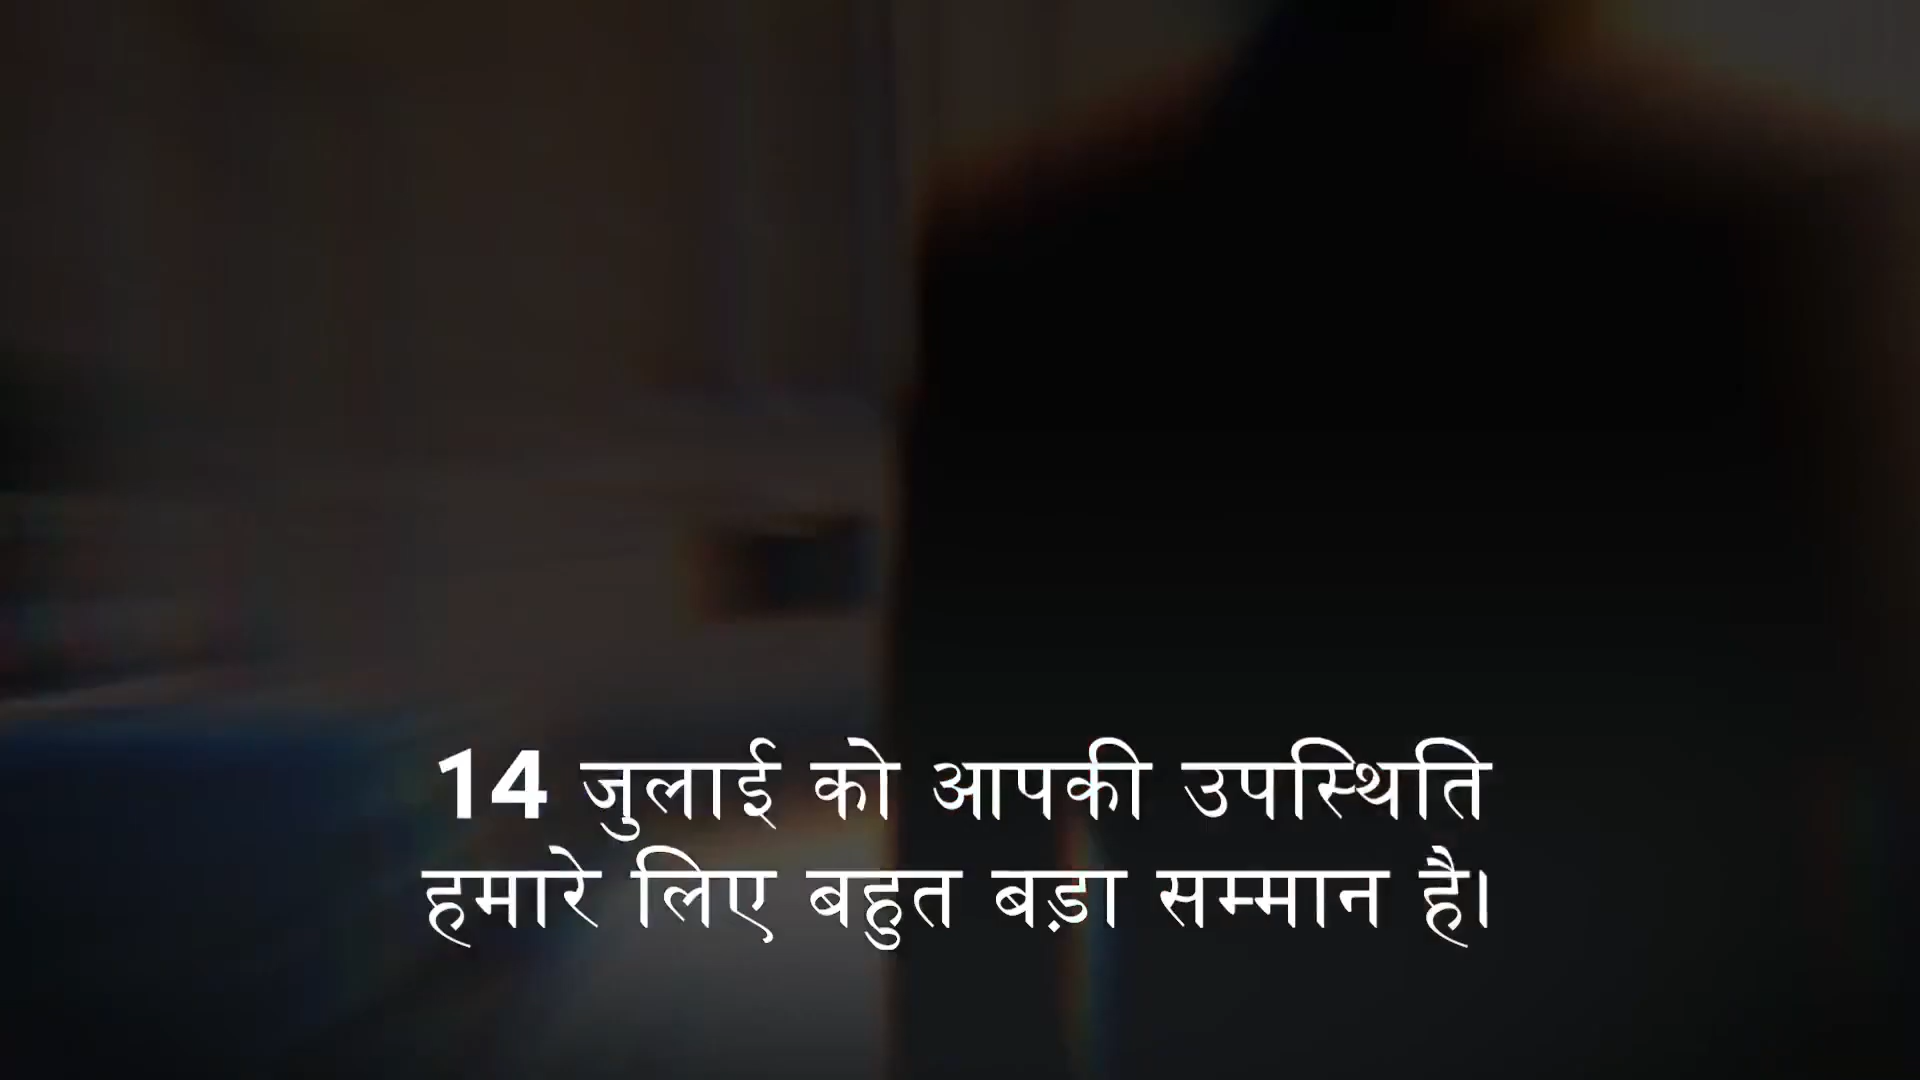 14 जुलाई को आपकी उपस्थिति
हमारे लिए बहुत बड़ा सम्मान है।